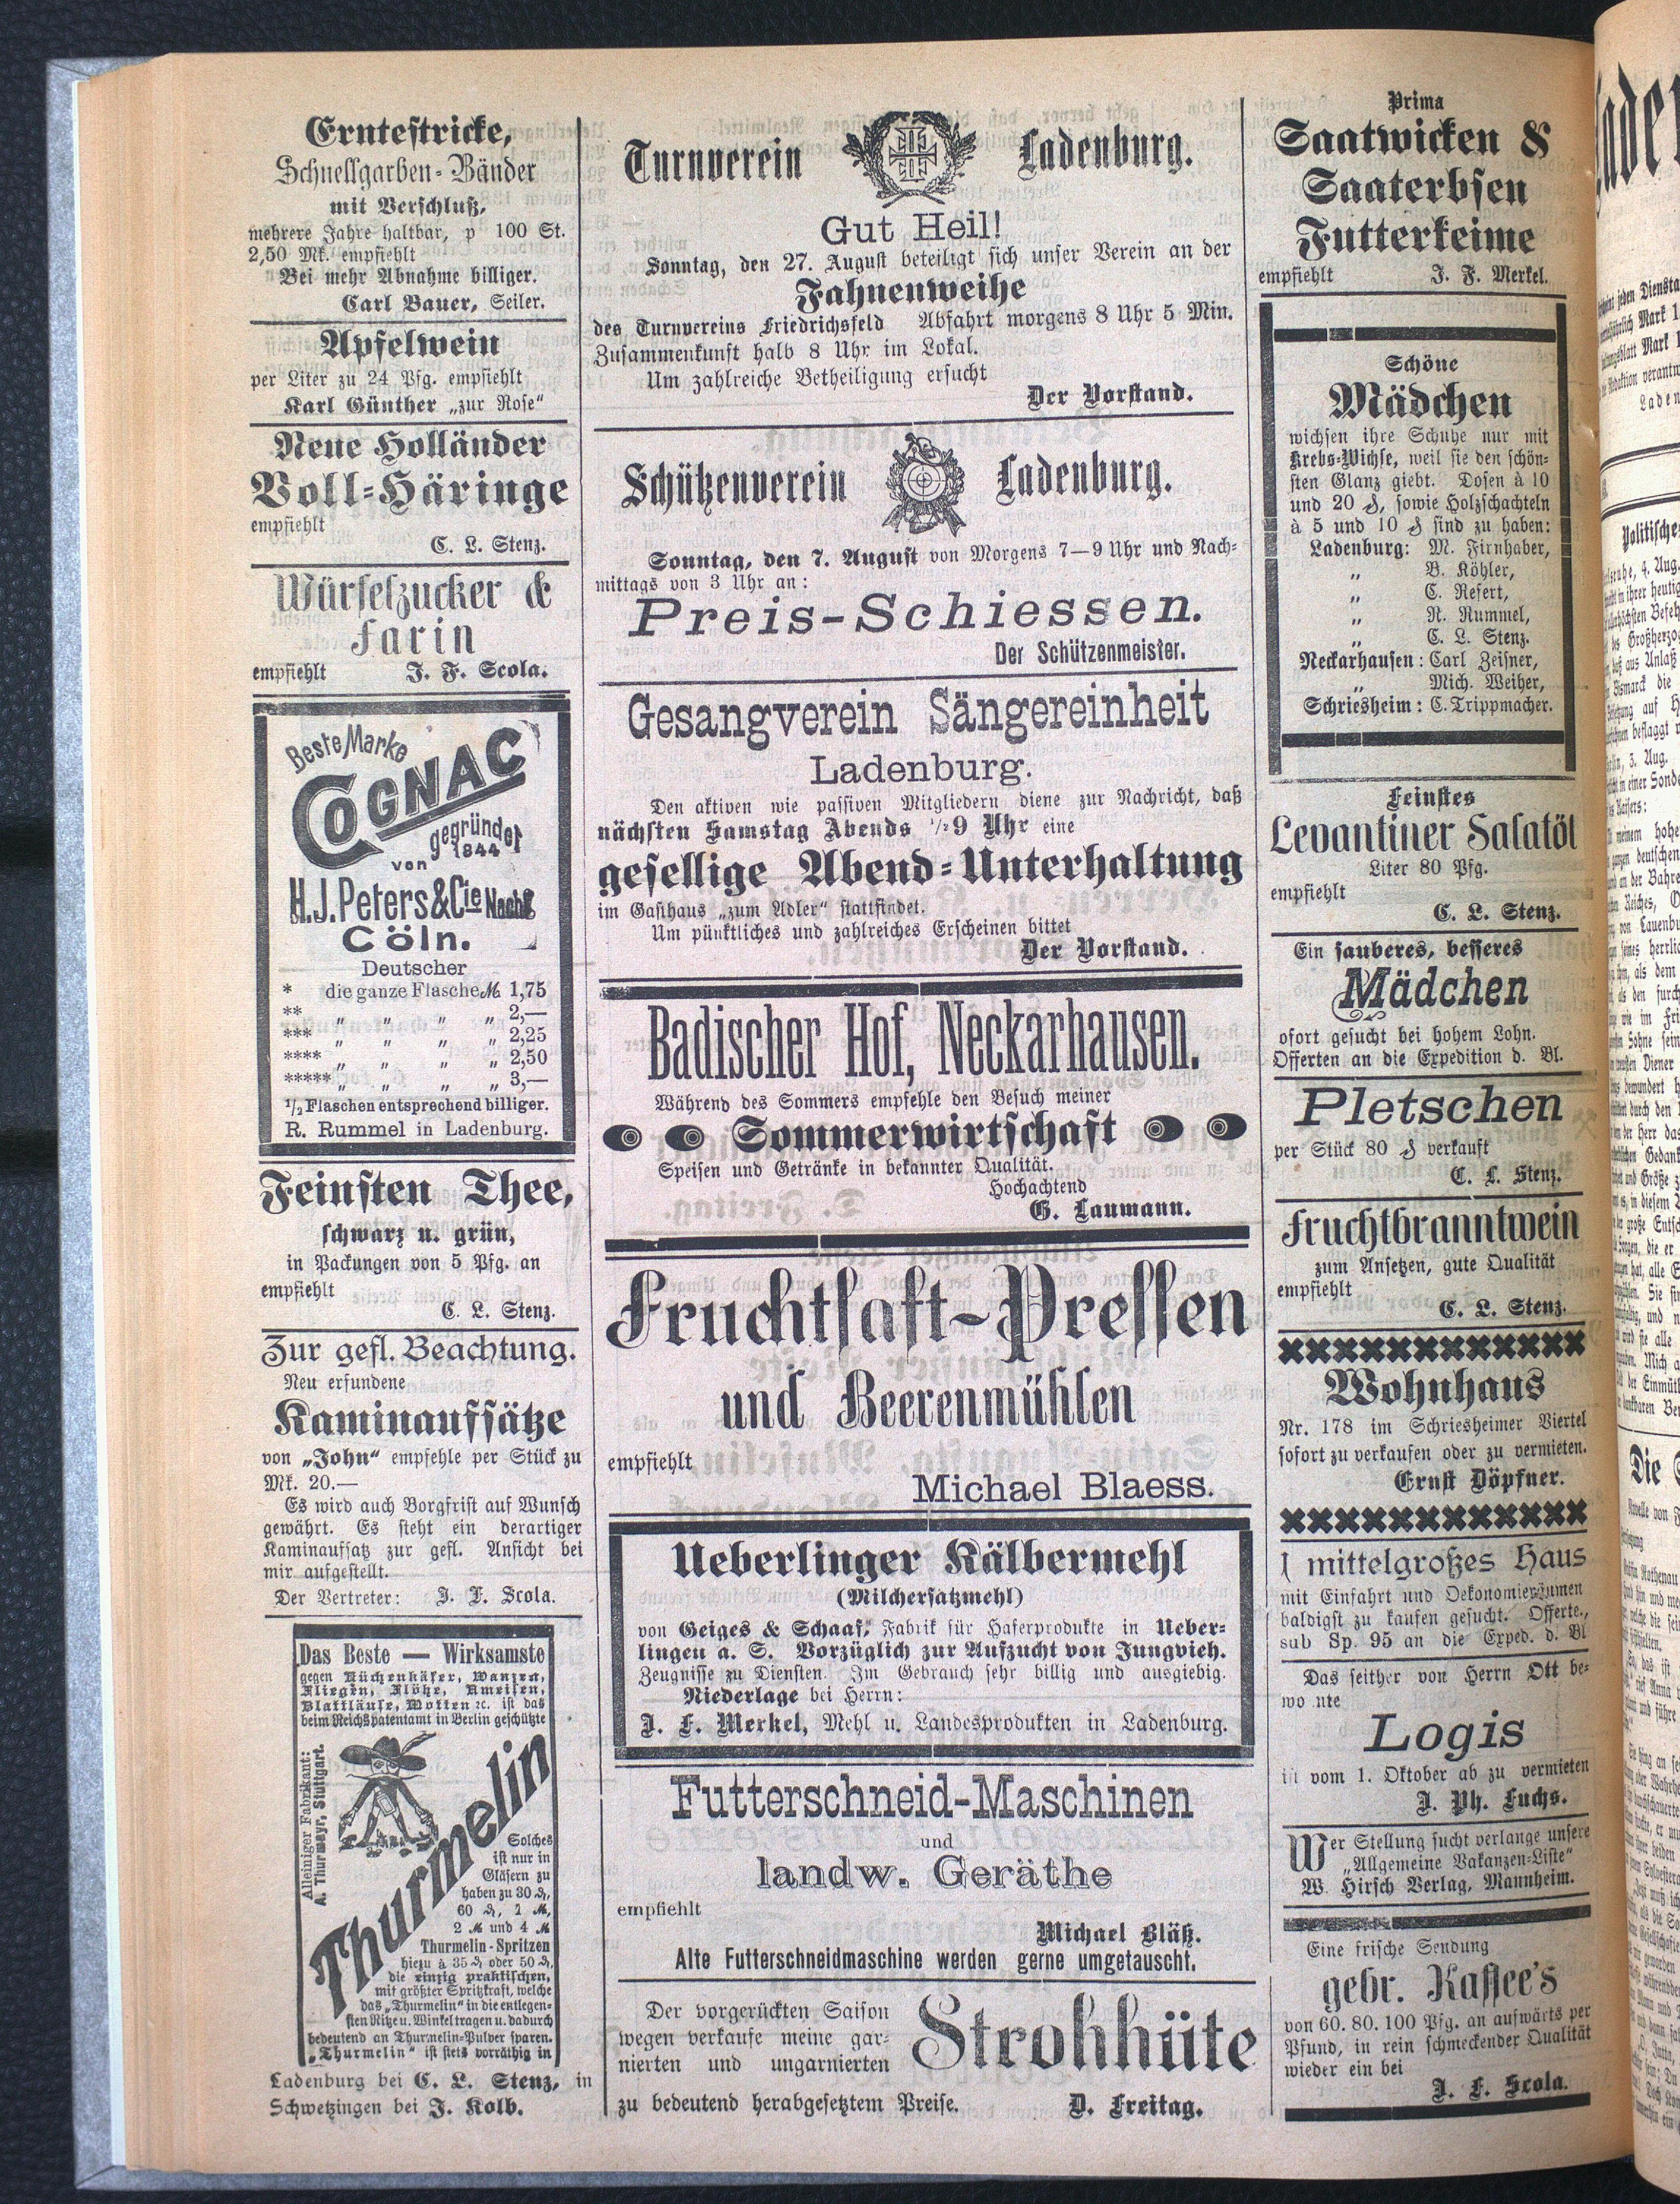 Erntestricke,
Schnellgarben-Bänder
mit Verschluß,
mehrere Jahre haltbar, p 100 St.
2,50 Mk. empfiehlt
Bei mehr Abnahme billiger.
Carl Bauer, Seiler.
Apfelwein
per Liter zu 24 Pfg. empfiehlt
Karl Günther „zur Rose“
Neue Holländer
Voll-Häringe
empfiehlt
C. L. Stenz.
Würfelzucker &
Farin
empfiehlt J. F. Scola.
Beste Marke
COGNAC
gegründet
1844
von
H. J. Peters & Cie Nachf
Cöln.
Deutscher
* die ganze Flasche M. 1,75
** „ „ „ „ 2,—
*** „ „ „ „ 2,25
**** „ „ „ „ 2,50
***** „ „ „ „ 3,—
1/2 Flaschen entsprechend billiger.
R. Rummel in Ladenburg.
Feinsten Thee,
schwarz u. grün,
in Packungen von 5 Pfg. an
empfiehlt
C. L. Stenz.
Zur gefl. Beachtung.
Neu erfundene
Kaminaufsätze
von „John“ empfehle per Stück zu
Mk. 20.—
Es wird auch Borgfrist auf Wunsch
gewährt. Es steht ein derartiger
Kaminaufsatz zur gefl. Ansicht bei
mir aufgestellt.
Der Vertreter: J. F. Scola.
Das Beste — Wirksamste
gegen Küchenkäfer, Wanzen,
Fliegen, Flöhe, Ameisen,
Blattläuse, Motten ⁊c. ist das
beim Reichspatentamt in Berlin geschützte
Alleiniger Fabrikant:
A. Thurmayr, Stuttgart.
Thurmelin
Solches
ist nur in
Gläsern zu
haben zu 30 ₰,
60 ₰, 1 M,
2 M und 4 M
Thurmelin-Spritzen
hiezu à 35 ₰ oder 50 ₰,
die einzig praktischen,
mit größter Spritzkraft, welche
das „Thurmelin“ in die entlegen-
sten Ritze u. Winkel tragen u. dadurch
bedeutend an Thurmelin-Pulver sparen.
„Thurmelin“ ist stets vorräthig in
Ladenburg bei C. L. Stenz, in
Schwetzingen bei J. Kolb.
Turnverein Ladenburg.
Gut Heil!
Sonntag, den 27. August beteiligt sich unser Verein an der
Fahnenweihe
des Turnvereins Friedrichsfeld Abfahrt morgens 8 Uhr 5 Min.
Zusammenkunft halb 8 Uhr im Lokal.
Um zahlreiche Betheiligung ersucht
Der Vorstand.
Schützenverein Ladenburg.
Sonntag, den 7. August von Morgens 7—9 Uhr und Nach-
mittags von 3 Uhr an:
Preis-Schiessen.
Der Schützenmeister.
Gesangverein Sängereinheit
Ladenburg.
Den aktiven wie passiven Mitgliedern diene zur Nachricht, daß
nächsten Samstag Abends 1/29 Uhr eine
gesellige Abend-Unterhaltung
im Gasthaus „zum Adler“ stattfindet.
Um pünktliches und zahlreiches Erscheinen bittet
Der Vorstand.
Badischer Hof, Neckarhausen.
Während des Sommers empfehle den Besuch meiner
Sommerwirtschaft
Speisen und Getränke in bekannter Qualität.
Hochachtend
G. Laumann.
Fruchtsaft-Pressen
und Beerenmühlen
empfiehlt
Michael Blaess.
Ueberlinger Kälbermehl
(Milchersatzmehl)
von Geiges & Schaaf, Fabrik für Haferprodukte in Ueber-
lingen a. S. Vorzüglich zur Aufzucht von Jungvieh.
Zeugnisse zu Diensten. Im Gebrauch sehr billig und ausgiebig.
Niederlage bei Herrn:
J. F. Merkel, Mehl u. Landesprodukten in Ladenburg.
Futterschneid-Maschinen
und
landw. Geräthe
empfiehlt
Michael Bläß.
Alte Futterschneidmaschine werden gerne umgetauscht.
Der vorgerückten Saison
wegen verkaufe meine gar-
nierten und ungarnierten
Strohhüte
zu bedeutend herabgesetztem Preise. D. Freitag.
Prima
Saatwicken &
Saaterbsen
Futterkeime
empfiehlt J. F. Merkel.
Schöne
Mädchen
wichsen ihre Schuhe nur mit
Krebs-Wichse, weil sie den schön-
sten Glanz giebt. Dosen à 10
und 20 ₰, sowie Holzschachteln
à 5 und 10 ₰ sind zu haben:
Ladenburg: M. Firnhaber,
„ B. Köhler,
„ C. Refert,
„ N. Rummel,
„ C. L. Stenz.
Neckarhausen: Carl Zeisner,
„ Mich. Weiher,
Schriesheim: C. Trippmacher.
Feinstes
Levantiner Salatöl
Liter 80 Pfg.
empfiehlt
C. L. Stenz.
Ein sauberes, besseres
Mädchen
ofort gesucht bei hohem Lohn.
Offerten an die Expedition d. Bl.
Pletschen
per Stück 80 ₰ verkauft
C. L. Stenz.
Fruchtbranntwein
zum Ansetzen, gute Qualität
empfiehlt
C. L. Stenz.
Wohnhaus
Nr. 178 im Schriesheimer Viertel
sofort zu verkaufen oder zu vermieten.
Ernst Döpfner.
1 mittelgroßes Haus
mit Einfahrt und Oekonomieräumen
baldigst zu kaufen gesucht. Offerte.,
sub Sp. 95 an die Exped. d. Bl
Das seither von Herrn Ott be-
wo nte
Logis
ist vom 1. Oktober ab zu vermieten
J. Ph. Fuchs.
Wer Stellung sucht verlange unsere
„Allgemeine Vakanzen-Liste“
W. Hirsch Verlag, Mannheim.
Eine frische Sendung
gebr. Kaffee's
von 60. 80. 100 Pfg. an aufwärts per
Pfund, in rein schmeckender Qualität
wieder ein bei
J. F. Scola.